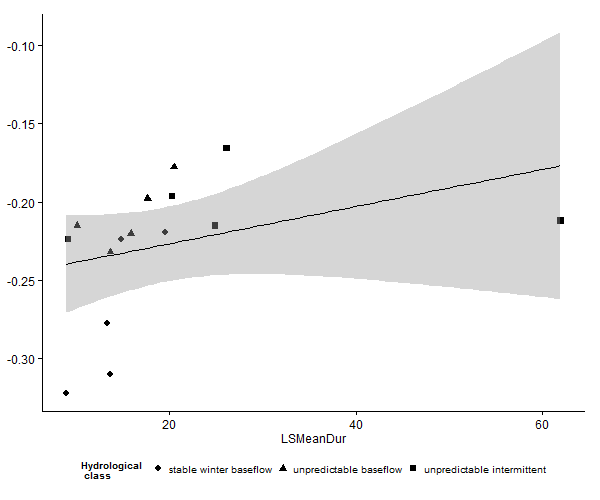 -0.10
-0.15
-0.20
-0.25
-0.30
20 40 60
LSMeanDur
Hydrological class stable winter baseflow unpredictable baseflow unpredictable intermittent